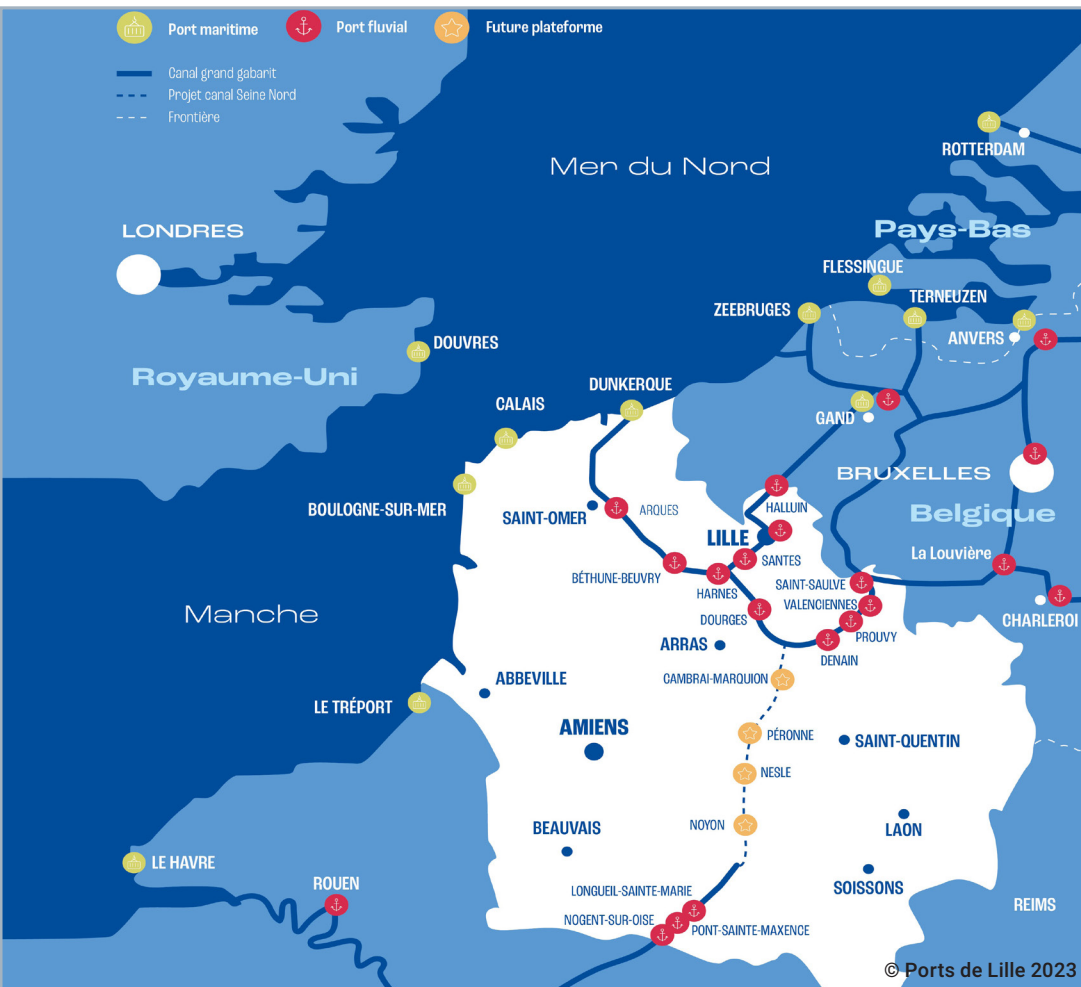 Port maritime
Port fluvial
Future plateforme
Canal grand gabarit
Projet canal Seine Nord
Frontière
Mer du Nord
ROTTERDAM
LONDRES
Pays-Bas
FLESSINGUE
TERNEUZEN
ZEEBRUGES
ANVERS
DOUVRES
Royaume-Uni
DUNKERQUE
CALAIS
GAND
BRUXELLES
BOULOGNE-SUR-MER
SAINT-OMER
ARQUES
HALLUIN
Belgique
LILLE
La Louvière
SANTES
BÉTHUNE-BEUVRY
SAINT-SAULVE
HARNES
VALENCIENNES
Manche
DOURGES
CHARLEROI
PROUVY
ARRAS
DENAIN
ABBEVILLE
CAMBRAI-MARQUION
LE TRÉPORT
AMIENS
PÉRONNE
SAINT-QUENTIN
NESLE
BEAUVAIS
NOYON
LAON
LE HAVRE
ROUEN
LONGUEIL-SAINTE-MARIE
SOISSONS
REIMS
NOGENT-SUR-OISE
PONT-SAINTE-MAXENCE
© Ports de Lille 2023